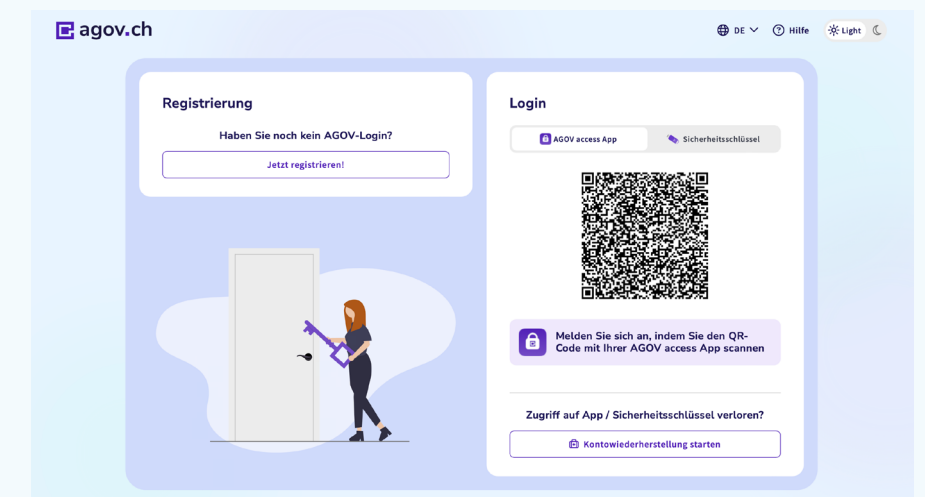 agov.ch
DE
Hilfe
Light
Registrierung
Haben Sie noch kein AGOV-Login?
Jetzt registrieren!
Login
AGOV access App
Sicherheitsschlüssel
Melden Sie sich an, indem Sie den QR-
Code mit Ihrer AGOV access App scannen
Zugriff auf App / Sicherheitsschlüssel verloren?
Kontowiederherstellung starten